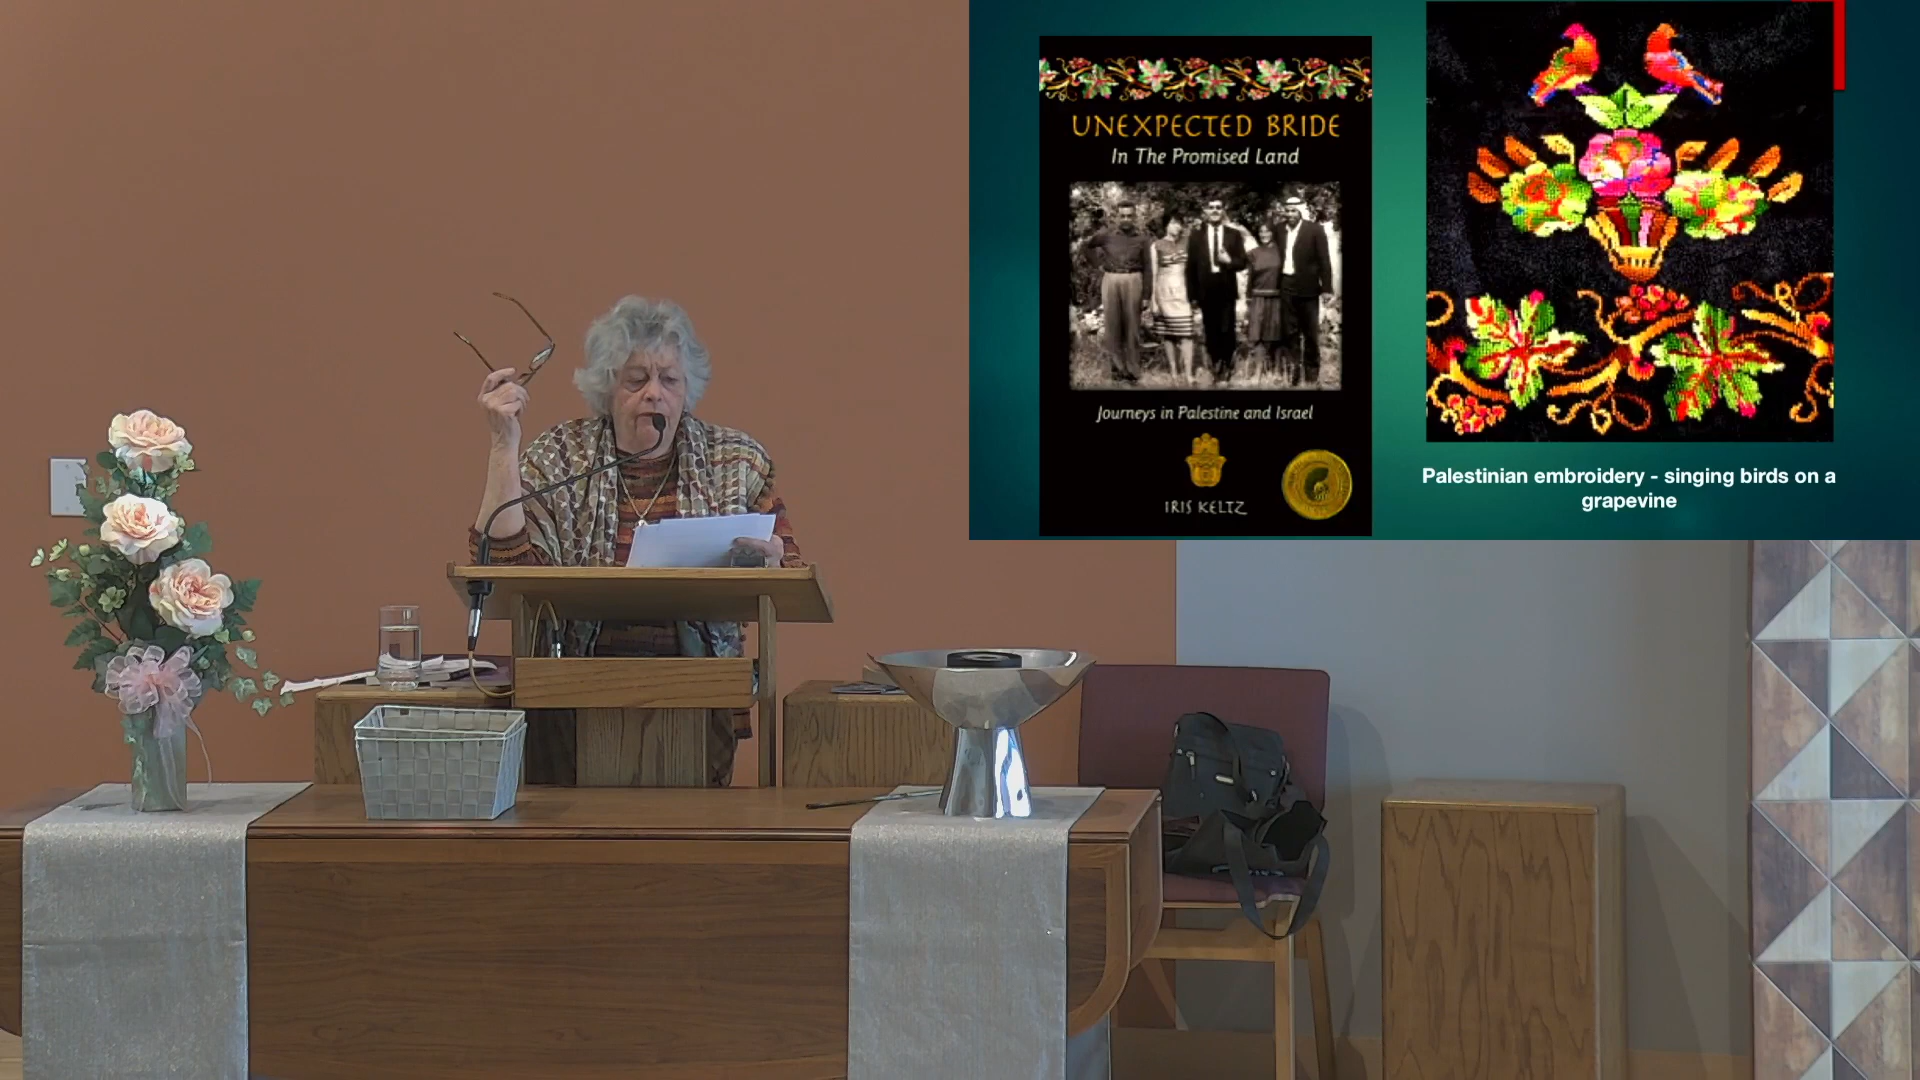 UNEXPECTED BRIDE
In The Promised Land
Journeys in Palestine and Israel
IRIS KELTZ
Palestinian embroidery - singing birds on a
grapevine